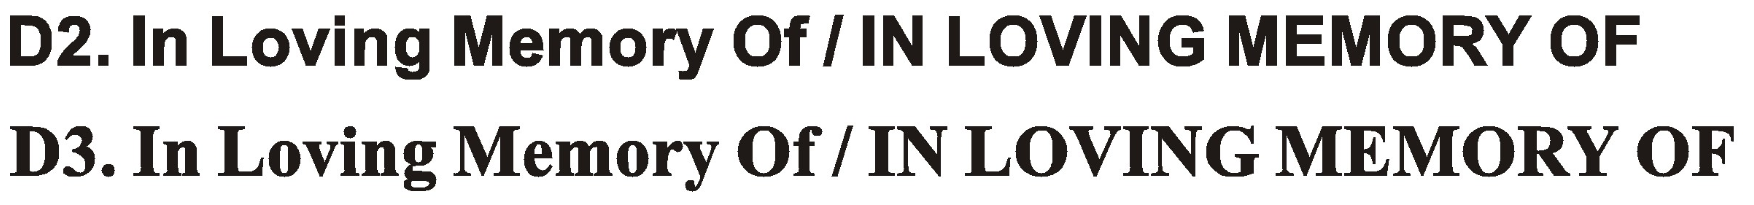 D2. In Loving Memory Of / IN LOVING MEMORY OF
D3. In Loving Memory Of / IN LOVING MEMORY OF